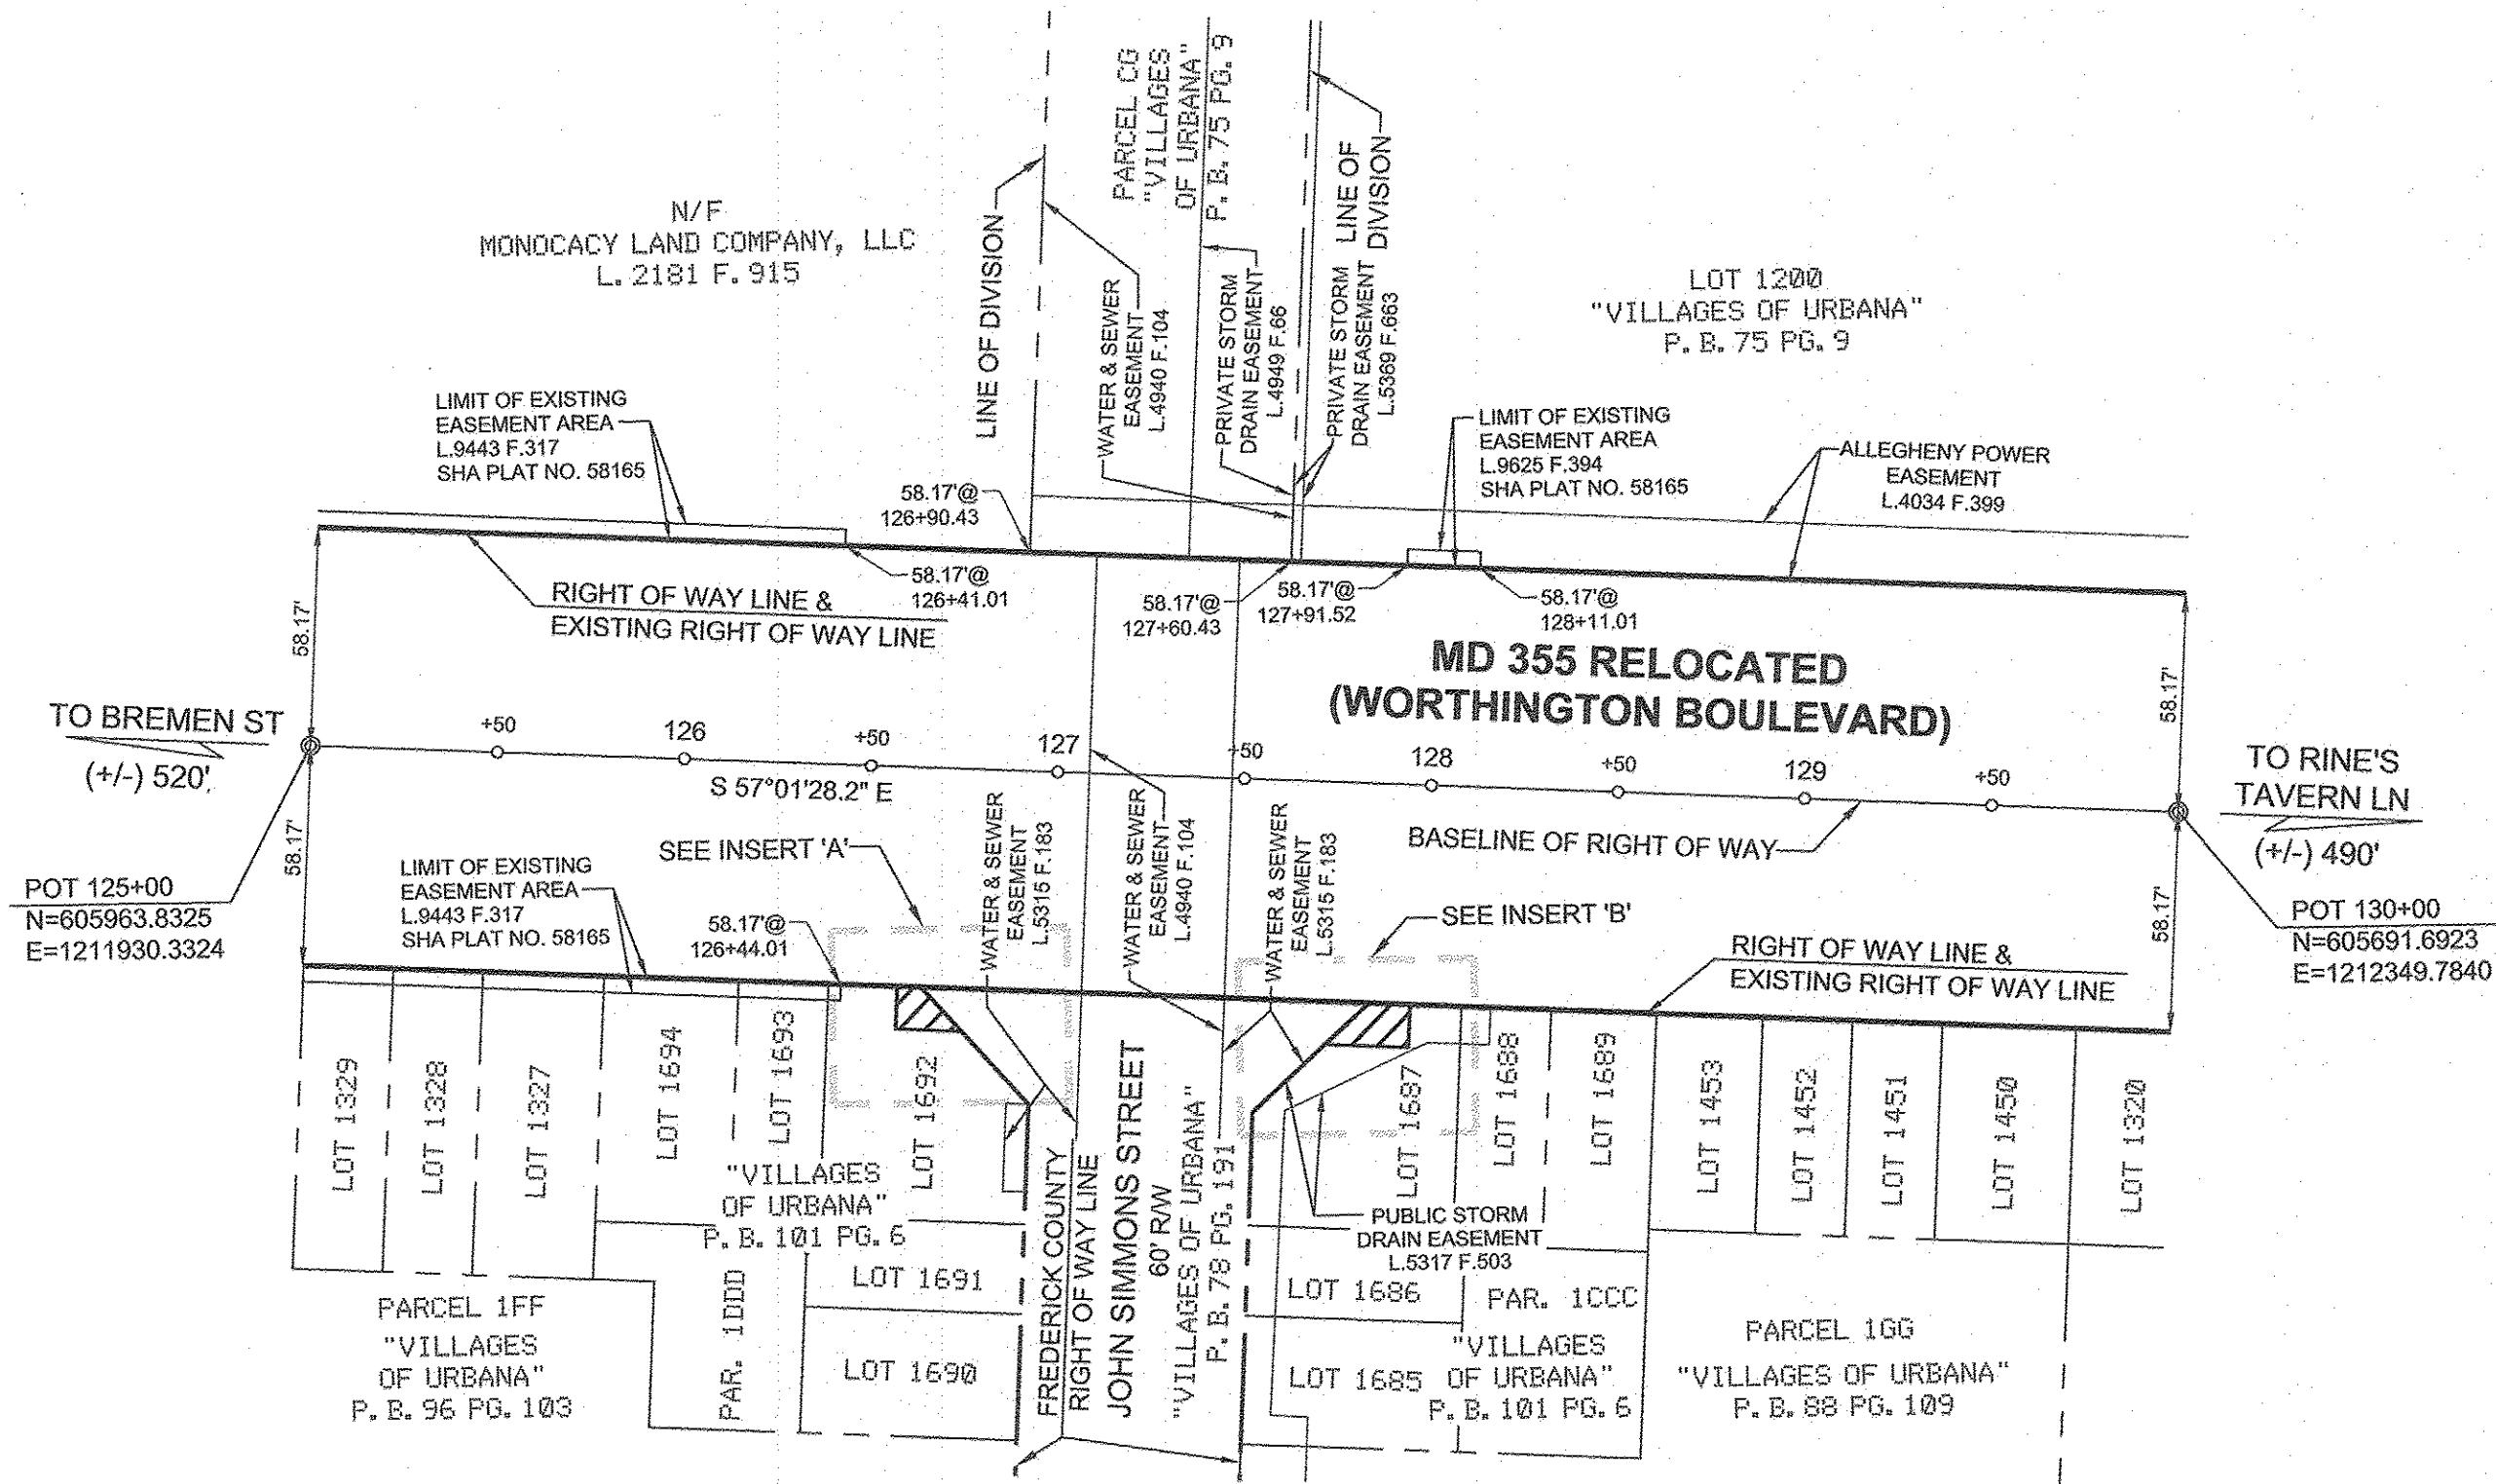 PARCEL CG
"VILLAGES
OF URBANA"
P. B. 75 PG. 9
LINE OF
DIVISION
N/F
MONOCACY LAND COMPANY, LLC
L. 2181 F. 915
LINE OF DIVISION
WATER & SEWER
EASEMENT
L.4940 F.104
PRIVATE STORM
DRAIN EASEMENT
L.4949 F.66
PRIVATE STORM
DRAIN EASEMENT
L.5369 F.663
LOT 1200
"VILLAGES OF URBANA"
P. B. 75 PG. 9
LIMIT OF EXISTING
EASEMENT AREA
L.9443 F.317
SHA PLAT NO. 58165
LIMIT OF EXISTING
EASEMENT AREA
L.9625 F.394
SHA PLAT NO. 58165
ALLEGHENY POWER
EASEMENT
L.4034 F.399
58.17'@
126+90.43
58.17'@
126+41.01
58.17'@
127+60.43
58.17'@
127+91.52
58.17'@
128+11.01
RIGHT OF WAY LINE &
EXISTING RIGHT OF WAY LINE
58.17'
58.17'
MD 355 RELOCATED
(WORTHINGTON BOULEVARD)
TO BREMEN ST
(+/-) 520'
+50
126
+50
127
+50
128
+50
129
+50
S 57°01'28.2" E
TO RINE'S
TAVERN LN
(+/-) 490'
BASELINE OF RIGHT OF WAY
SEE INSERT 'A'
SEE INSERT 'B'
58.17'
58.17'
POT 125+00
N=605963.8325
E=1211930.3324
LIMIT OF EXISTING
EASEMENT AREA
L.9443 F.317
SHA PLAT NO. 58165
58.17'@
126+44.01
WATER & SEWER
EASEMENT
L.5315 F.183
WATER & SEWER
EASEMENT
L.4940 F.104
WATER & SEWER
EASEMENT
L.5315 F.183
RIGHT OF WAY LINE &
EXISTING RIGHT OF WAY LINE
POT 130+00
N=605691.6923
E=1212349.7840
LOT 1329
LOT 1328
LOT 1327
LOT 1694
LOT 1693
LOT 1692
LOT 1687
LOT 1688
LOT 1689
LOT 1453
LOT 1452
LOT 1451
LOT 1450
LOT 1320
"VILLAGES
OF URBANA"
P. B. 101 PG. 6
FREDERICK COUNTY
RIGHT OF WAY LINE
JOHN SIMMONS STREET
60' R/W
"VILLAGES OF URBANA"
P. B. 78 PG. 191
PUBLIC STORM
DRAIN EASEMENT
L.5317 F.503
PARCEL 1FF
"VILLAGES
OF URBANA"
P. B. 96 PG. 103
PAR. 1DDD
LOT 1691
LOT 1690
LOT 1686
LOT 1685
PAR. 1CCC
"VILLAGES
OF URBANA"
P. B. 101 PG. 6
PARCEL 1GG
"VILLAGES OF URBANA"
P. B. 88 PG. 109